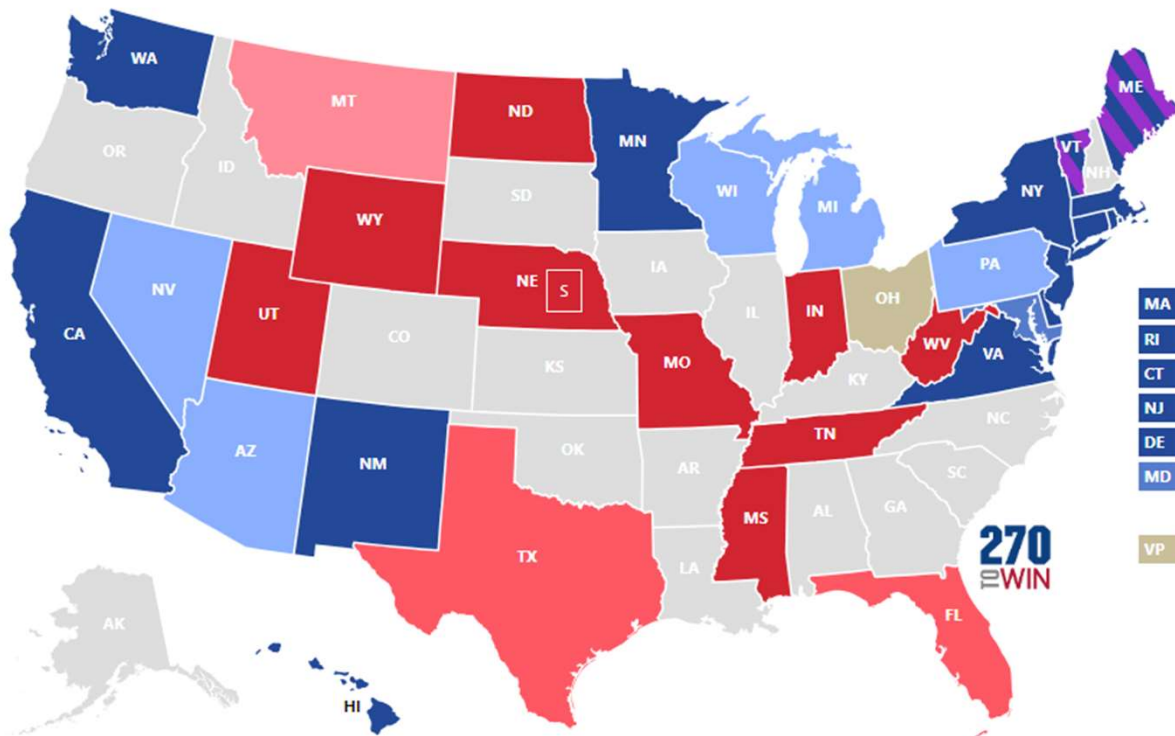 WA
MT
ND
MN
ME
VT
NH
OR
ID
SD
WI
MI
NY
WY
IA
PA
NE
S
NV
UT
IL
IN
OH
CA
CO
KS
MO
WV
VA
KY
MA
RI
CT
NJ
DE
MD
AZ
NM
OK
AR
TN
NC
SC
MS
AL
GA
VP
TX
LA
270
TO WIN
FL
AK
HI